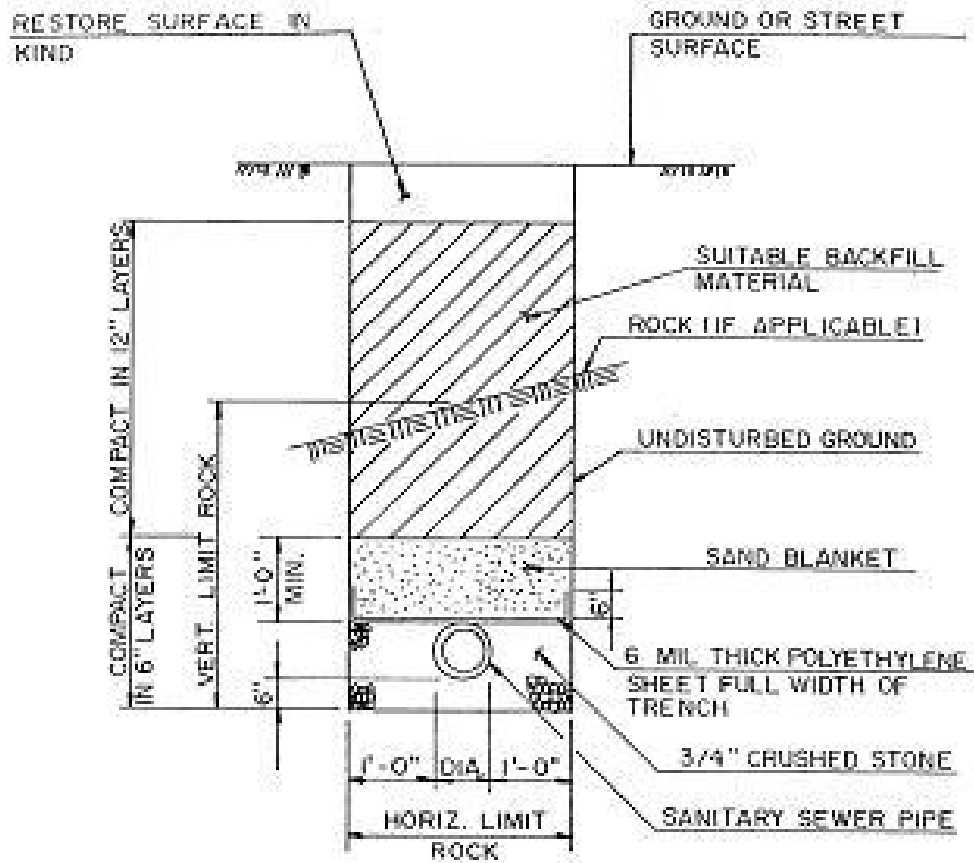 RESTORE SURFACE IN
KIND
GROUND OR STREET
SURFACE
SUITABLE BACKFILL
MATERIAL
ROCK (IF APPLICABLE)
UNDISTURBED GROUND
SAND BLANKET
6"
6 MIL THICK POLYETHYLENE
SHEET FULL WIDTH OF
TRENCH
3/4" CRUSHED STONE
SANITARY SEWER PIPE
COMPACT IN 12" LAYERS
COMPACT
IN 6" LAYERS
VERT. LIMIT ROCK
1'-0"
MIN.
6"
1'-0" DIA. 1'-0"
HORIZ. LIMIT
ROCK